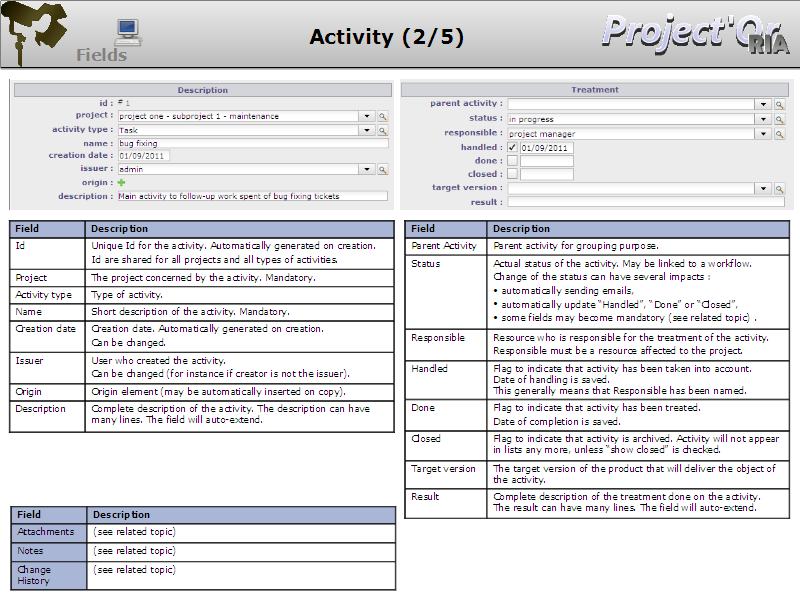 Fields
Activity (2/5)
Project'Or
RIA
Description
id : # 1
project : project one - subproject 1 - maintenance
activity type : Task
name : bug fixing
creation date : 01/09/2011
issuer : admin
origin :
description : Main activity to follow-up work spent of bug fixing tickets
Treatment
parent activity :
status : in progress
responsible : project manager
handled : 01/09/2011
done :
closed :
target version :
result :
Field Description
Id Unique Id for the activity. Automatically generated on creation.
Id are shared for all projects and all types of activities.
Project The project concerned by the activity. Mandatory.
Activity type Type of activity.
Name Short description of the activity. Mandatory.
Creation date Creation date. Automatically generated on creation.
Can be changed.
Issuer User who created the activity.
Can be changed (for instance if creator is not the issuer).
Origin Origin element (may be automatically inserted on copy).
Description Complete description of the activity. The description can have
many lines. The field will auto-extend.
Field Description
Attachments (see related topic)
Notes (see related topic)
Change (see related topic)
History
Field Description
Parent Activity Parent activity for grouping purpose.
Status Actual status of the activity. May be linked to a workflow.
Change of the status can have several impacts :
• automatically sending emails,
• automatically update “Handled”, “Done” or “Closed”,
• some fields may become mandatory (see related topic) .
Responsible Resource who is responsible for the treatment of the activity.
Responsible must be a resource affected to the project.
Handled Flag to indicate that activity has been taken into account.
Date of handling is saved.
This generally means that Responsible has been named.
Done Flag to indicate that activity has been treated.
Date of completion is saved.
Closed Flag to indicate that activity is archived. Activity will not appear
in lists any more, unless “show closed” is checked.
Target version The target version of the product that will deliver the object of
the activity.
Result Complete description of the treatment done on the activity.
The result can have many lines. The field will auto-extend.